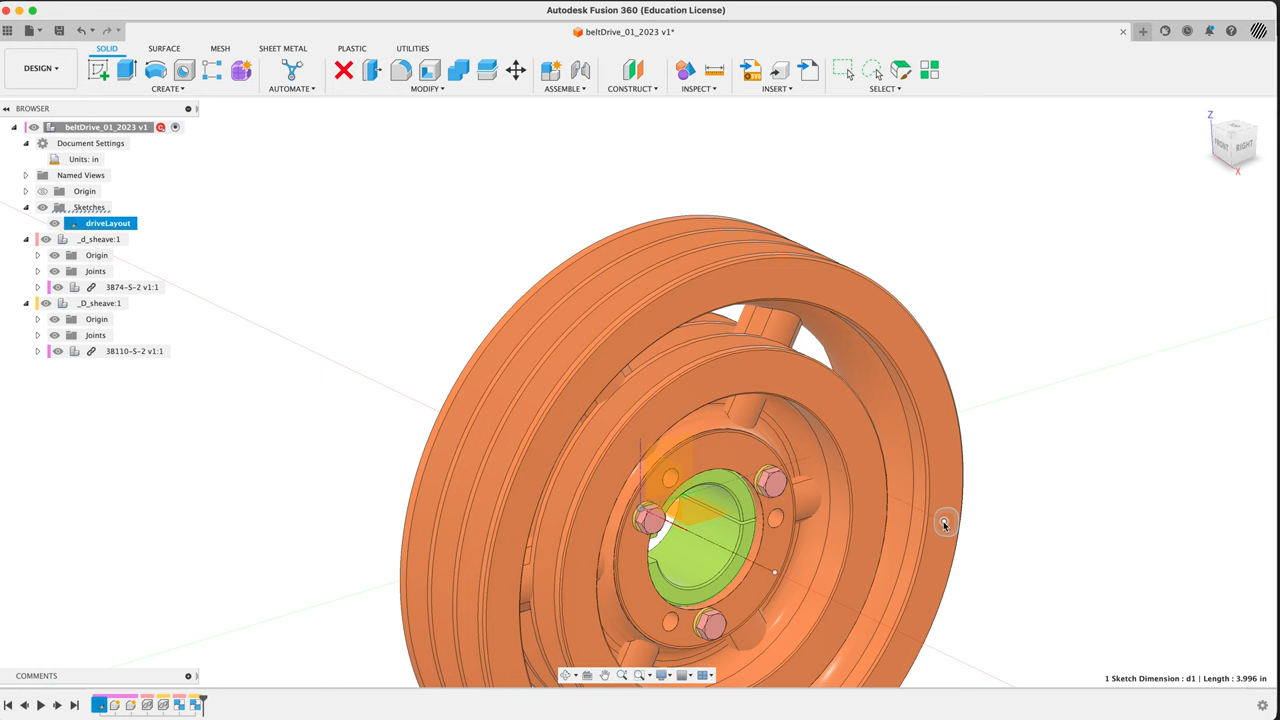 Autodesk Fusion 360 (Education License)
beltDrive_01_2023 v1*
SOLID SURFACE MESH SHEET METAL PLASTIC UTILITIES
DESIGN
CREATE AUTOMATE MODIFY ASSEMBLE CONSTRUCT INSPECT INSERT SELECT
BROWSER
beltDrive_01_2023 v1
Document Settings
Units: in
Named Views
Origin
Sketches
driveLayout
_d_sheave:1
Origin
Joints
3B74-S-2 v1:1
_D_sheave:1
Origin
Joints
3B110-S-2 v1:1
Z
FRONT RIGHT
X
COMMENTS
1 Sketch Dimension : d1 | Length : 3.996 in